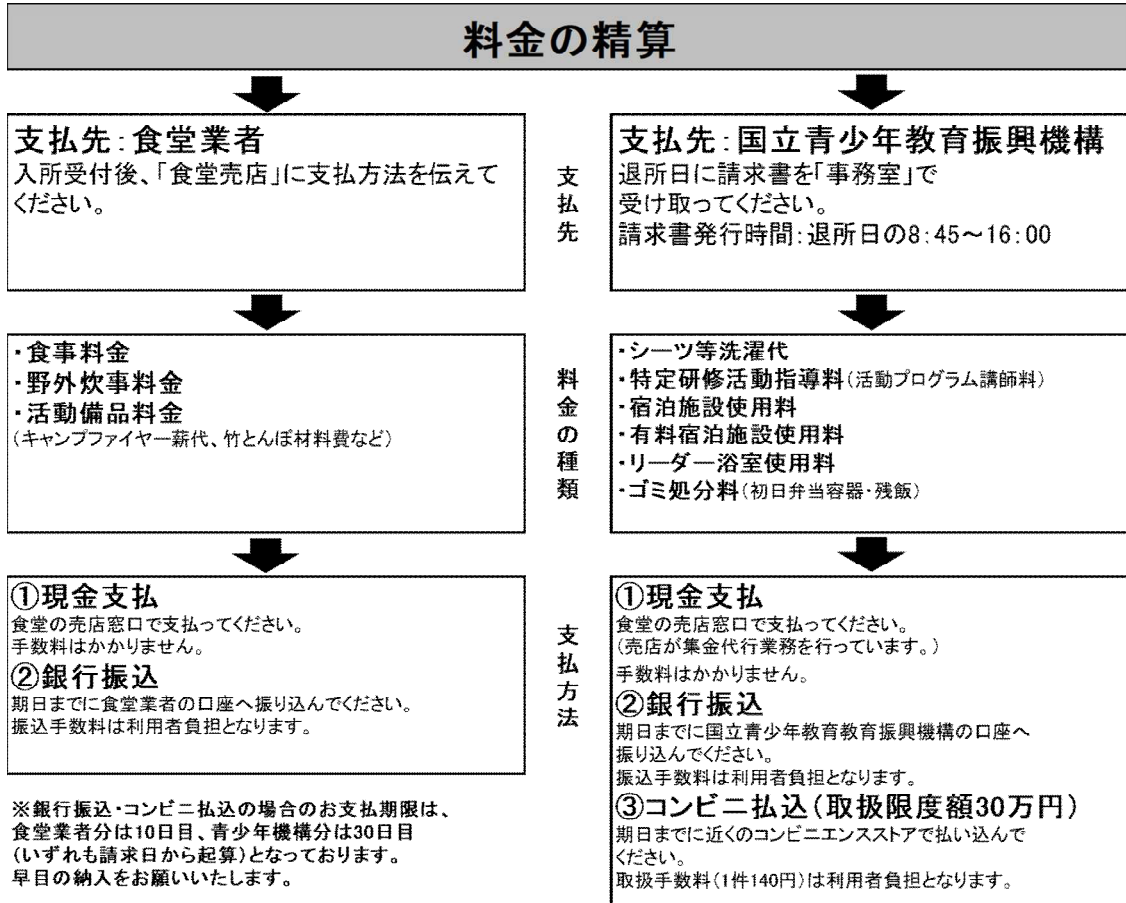 料金の精算
支払先:食堂業者
入所受付後、「食堂売店」に支払方法を伝えて
ください。
支払先
支払先:国立青少年教育振興機構
退所日に請求書を「事務室」で
受け取ってください。
請求書発行時間:退所日の8:45～16:00
・食事料金
・野外炊事料金
・活動備品料金
(キャンプファイヤー薪代、竹とんぼ材料費など)
料金の種類
・シーツ等洗濯代
・特定研修活動指導料(活動プログラム講師料)
・宿泊施設使用料
・有料宿泊施設使用料
・リーダー浴室使用料
・ゴミ処分料(初日弁当容器・残飯)
①現金支払
食堂の売店窓口で支払ってください。
手数料はかかりません。
②銀行振込
期日までに食堂業者の口座へ振り込んでください。
振込手数料は利用者負担となります。
支払方法
①現金支払
食堂の売店窓口で支払ってください。
(売店が集金代行業務を行っています。)
手数料はかかりません。
②銀行振込
期日までに国立青少年教育教育振興機構の口座へ
振り込んでください。
振込手数料は利用者負担となります。
③コンビニ払込(取扱限度額30万円)
期日までに近くのコンビニエンスストアで払い込んで
ください。
取扱手数料(1件140円)は利用者負担となります。
※銀行振込・コンビニ払込の場合のお支払期限は、
食堂業者分は10日目、青少年機構分は30日目
(いずれも請求日から起算)となっております。
早目の納入をお願いいたします。